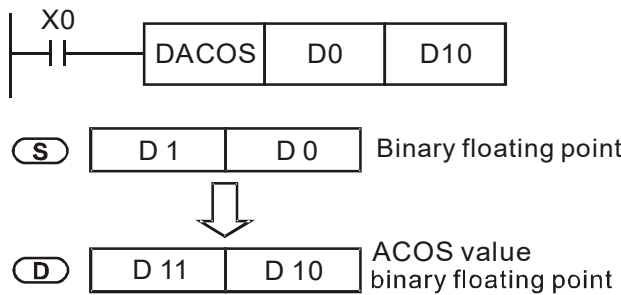 X0
DACOS D0 D10
S D 1 D 0 Binary floating point
D D 11 D 10 ACOS value
binary floating point